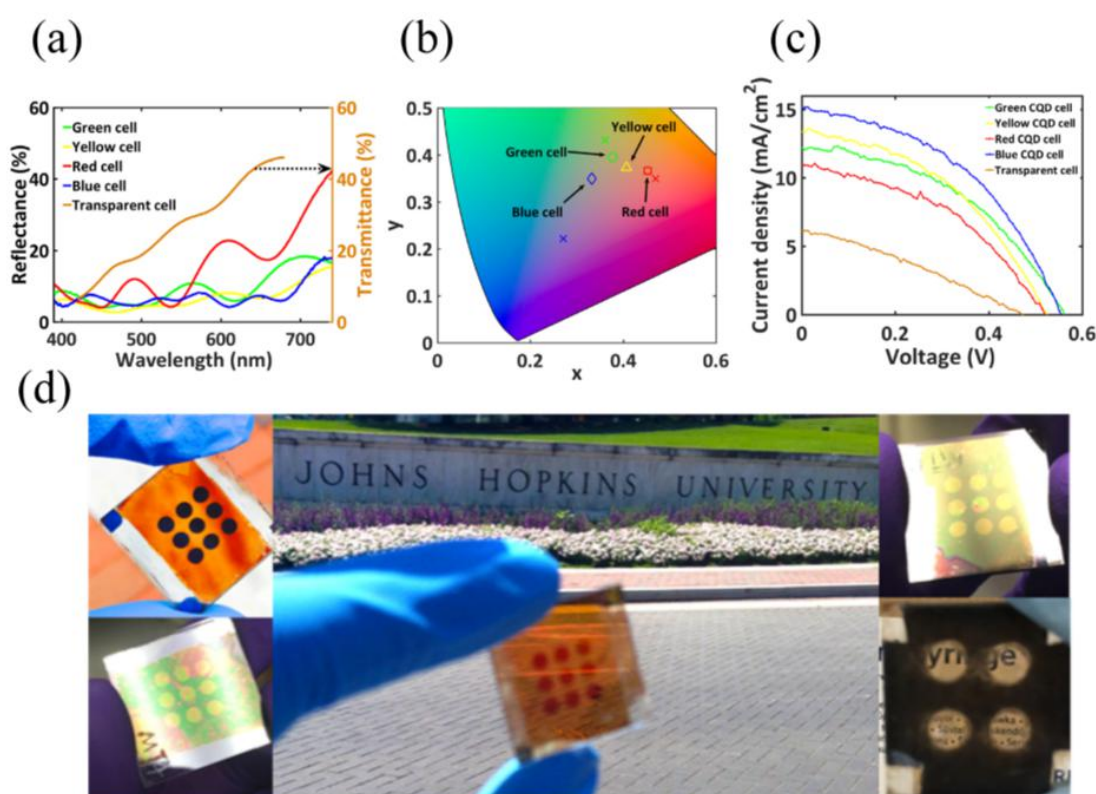 (a)
(b)
(c)
60
40
20
0
Reflectance (%)
Green cell
Yellow cell
Red cell
Blue cell
Transparent cell
60
40
20
0
Transmittance (%)
400 500 600 700
Wavelength (nm)
0.5
0.4
0.3
0.2
0.1
0
y
Yellow cell
Green cell
Blue cell
Red cell
0 0.2 0.4 0.6
x
15
10
5
0
Current density (mA/cm²)
Green CQD cell
Yellow CQD cell
Red CQD cell
Blue CQD cell
Transparent cell
0 0.2 0.4 0.6
Voltage (V)
(d)
JOHNS HOPKINS UNIVERSITY